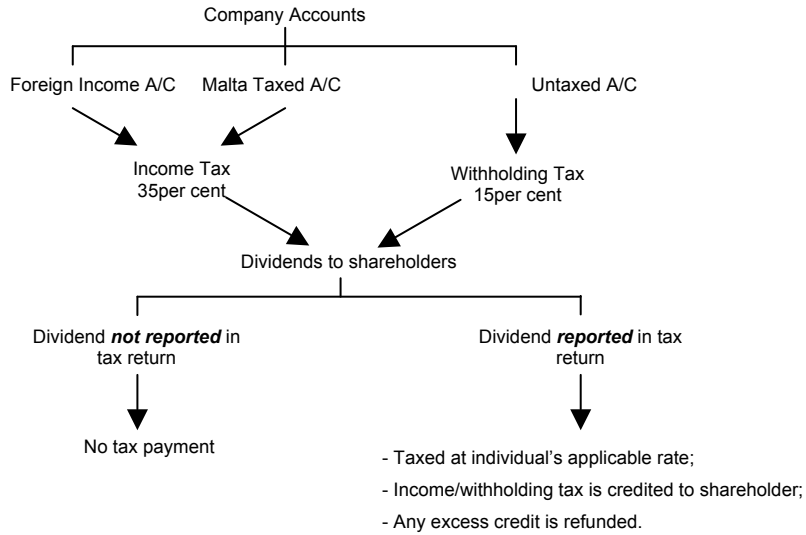 Company Accounts
Foreign Income A/C
Malta Taxed A/C
Untaxed A/C
Income Tax
35per cent
Withholding Tax
15per cent
Dividends to shareholders
Dividend not reported in
tax return
Dividend reported in tax
return
No tax payment
- Taxed at individual's applicable rate;
- Income/withholding tax is credited to shareholder;
- Any excess credit is refunded.